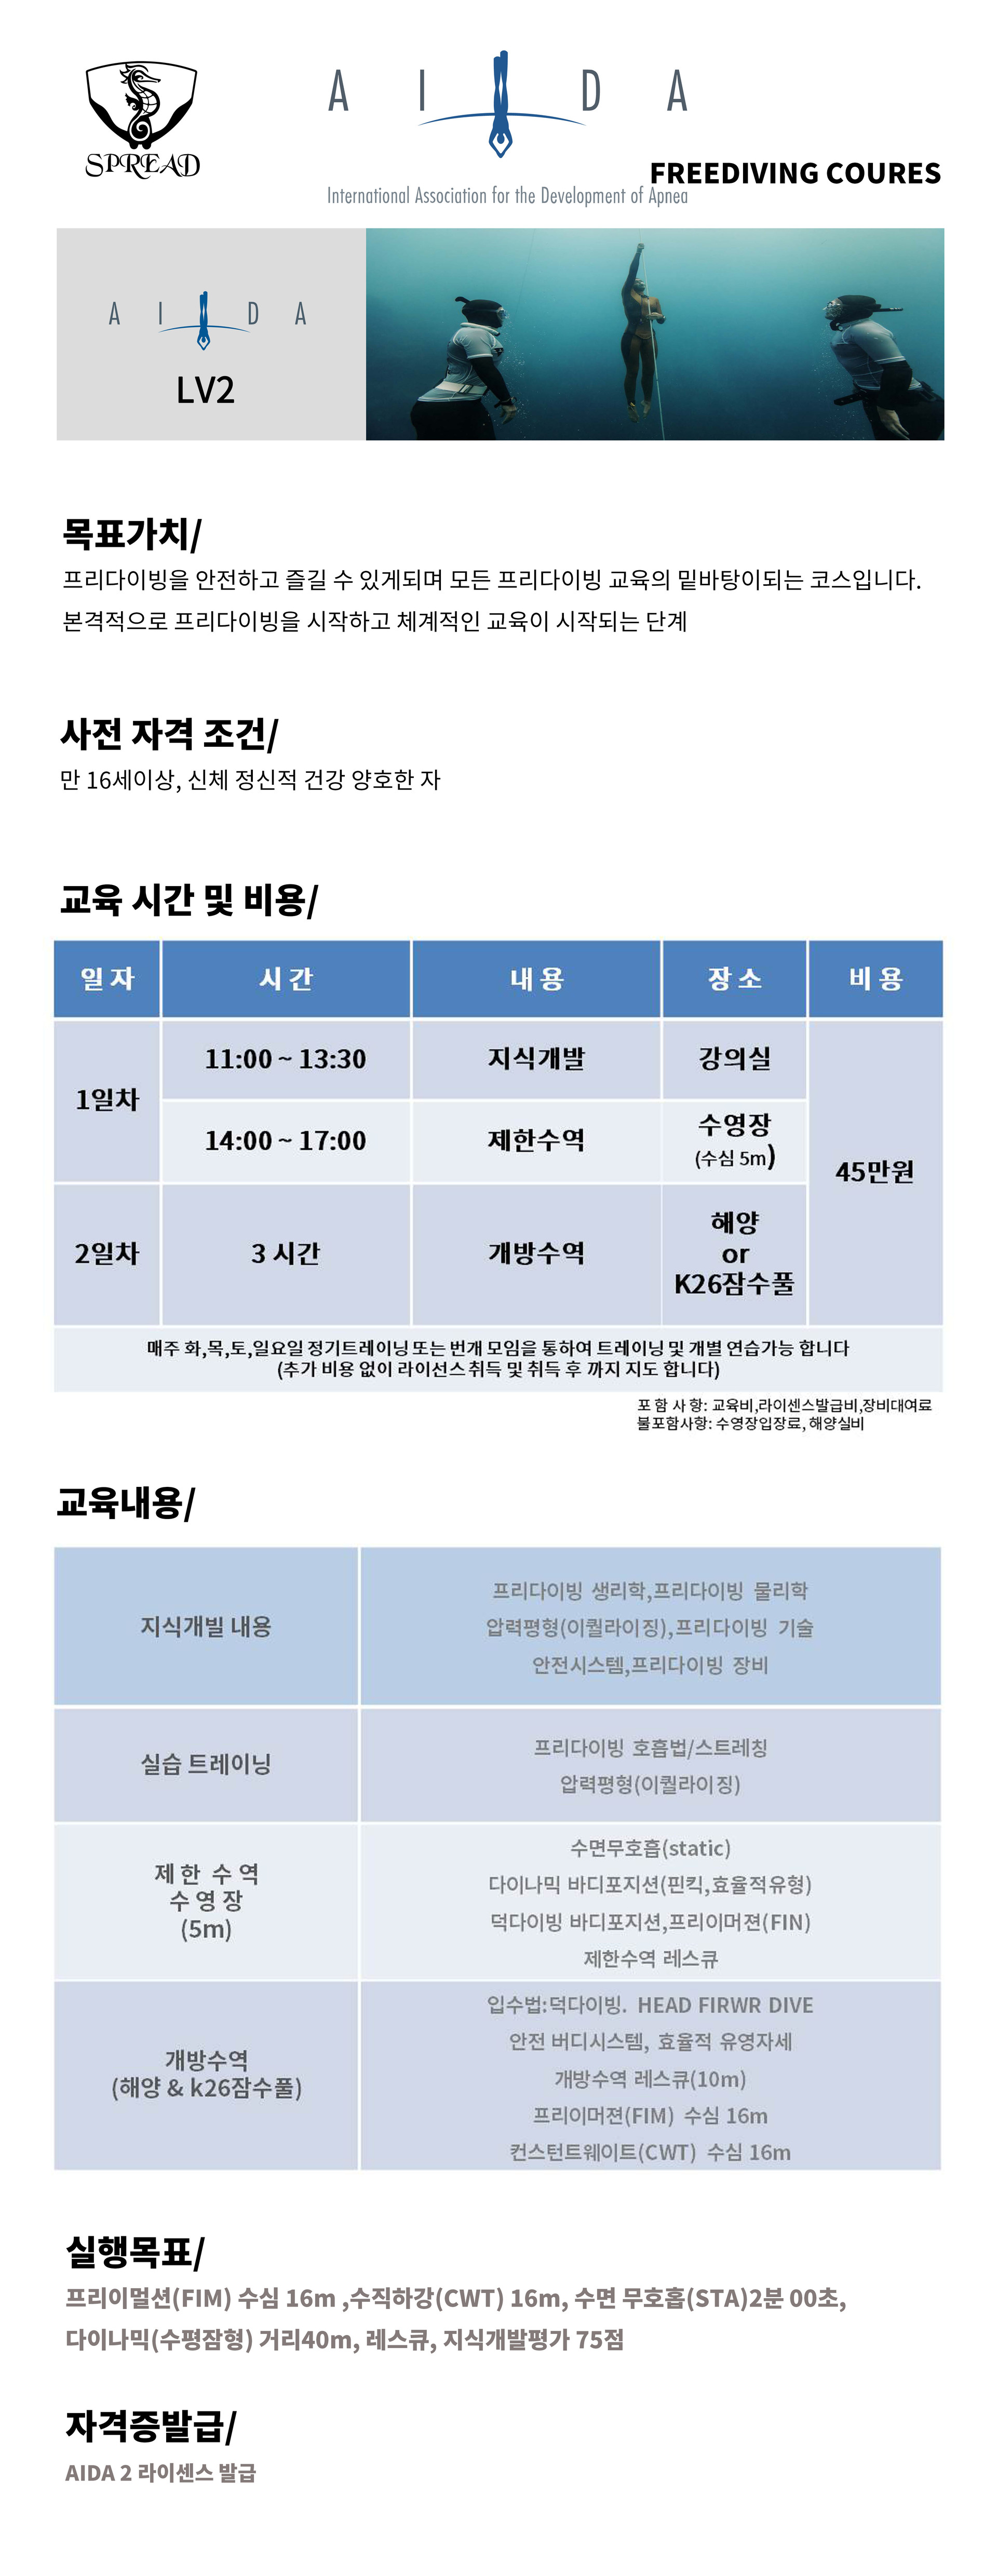 SPREAD
A I D A
International Association for the Development of Apnea
FREEDIVING COURES
A I D A
LV2
목표가치/
프리다이빙을 안전하고 즐길 수 있게되며 모든 프리다이빙 교육의 밑바탕이되는 코스입니다.
본격적으로 프리다이빙을 시작하고 체계적인 교육이 시작되는 단계
사전 자격 조건/
만 16세이상, 신체 정신적 건강 양호한 자
교육 시간 및 비용/
일 자 시 간 내 용 장 소 비 용
1일차
11:00 ~ 13:30 지식개발 강의실
14:00 ~ 17:00 제한수역 수영장
(수심 5m)
45만원
2일차 3 시간 개방수역 해양
or
K26잠수풀
매주 화,목,토,일요일 정기트레이닝 또는 번개 모임을 통하여 트레이닝 및 개별 연습가능 합니다
(추가 비용 없이 라이선스 취득 및 취득 후 까지 지도 합니다)
포 함 사 항: 교육비,라이센스발급비,장비대여료
불포함사항: 수영장입장료, 해양실비
교육내용/
지식개빌 내용
프리다이빙 생리학,프리다이빙 물리학
압력평형(이퀄라이징),프리다이빙 기술
안전시스템,프리다이빙 장비
실습 트레이닝
프리다이빙 호흡법/스트레칭
압력평형(이퀄라이징)
제 한 수 역
수 영 장
(5m)
수면무호흡(static)
다이나믹 바디포지션(핀킥,효율적유형)
덕다이빙 바디포지션,프리이머젼(FIN)
제한수역 레스큐
개방수역
(해양 & k26잠수풀)
입수법:덕다이빙. HEAD FIRWR DIVE
안전 버디시스템, 효율적 유영자세
개방수역 레스큐(10m)
프리이머젼(FIM) 수심 16m
컨스턴트웨이트(CWT) 수심 16m
실행목표/
프리이멀션(FIM) 수심 16m ,수직하강(CWT) 16m, 수면 무호홉(STA)2분 00초,
다이나믹(수평잠형) 거리40m, 레스큐, 지식개발평가 75점
자격증발급/
AIDA 2 라이센스 발급